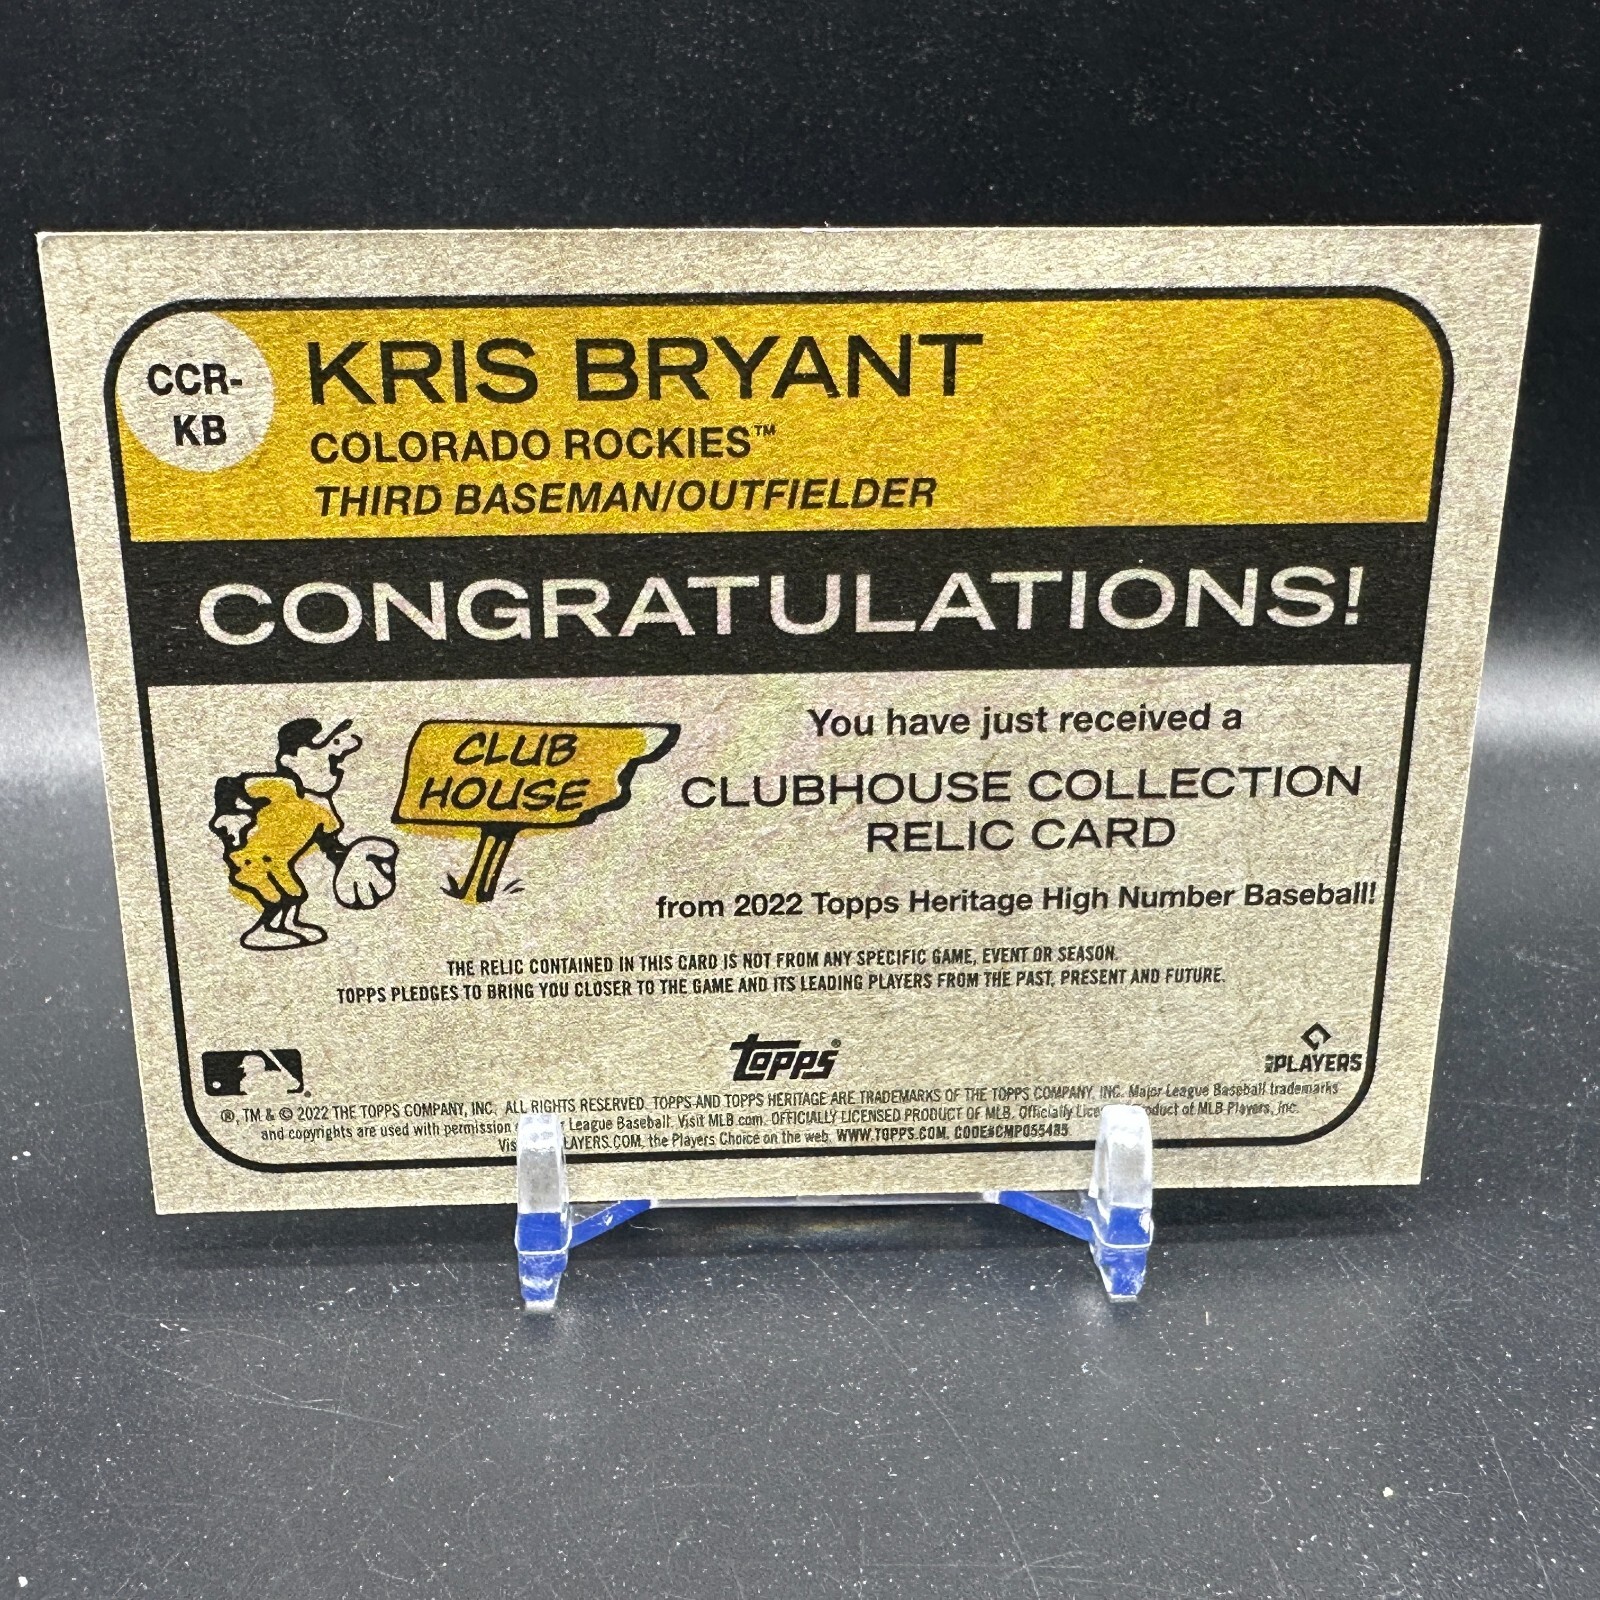 CCR-
KB
KRIS BRYANT
COLORADO ROCKIES™
THIRD BASEMAN/OUTFIELDER
CONGRATULATIONS!
CLUB
HOUSE
You have just received a
CLUBHOUSE COLLECTION
RELIC CARD
from 2022 Topps Heritage High Number Baseball!
THE RELIC CONTAINED IN THIS CARD IS NOT FROM ANY SPECIFIC GAME, EVENT OR SEASON.
TOPPS PLEDGES TO BRING YOU CLOSER TO THE GAME AND ITS LEADING PLAYERS FROM THE PAST, PRESENT AND FUTURE.
topps®
PLAYERS
®, TM & © 2022 THE TOPPS COMPANY, INC. ALL RIGHTS RESERVED. TOPPS AND TOPPS HERITAGE ARE TRADEMARKS OF THE TOPPS COMPANY, INC. Major League Baseball trademarks
and copyrights are used with permission League Baseball. Visit MLB.com. OFFICIALLY LICENSED PRODUCT OF MLB. Officially of MLB Players, Inc.
the Players Choice on the web. WWW.TOPPS.COM. CODE#CMP055485